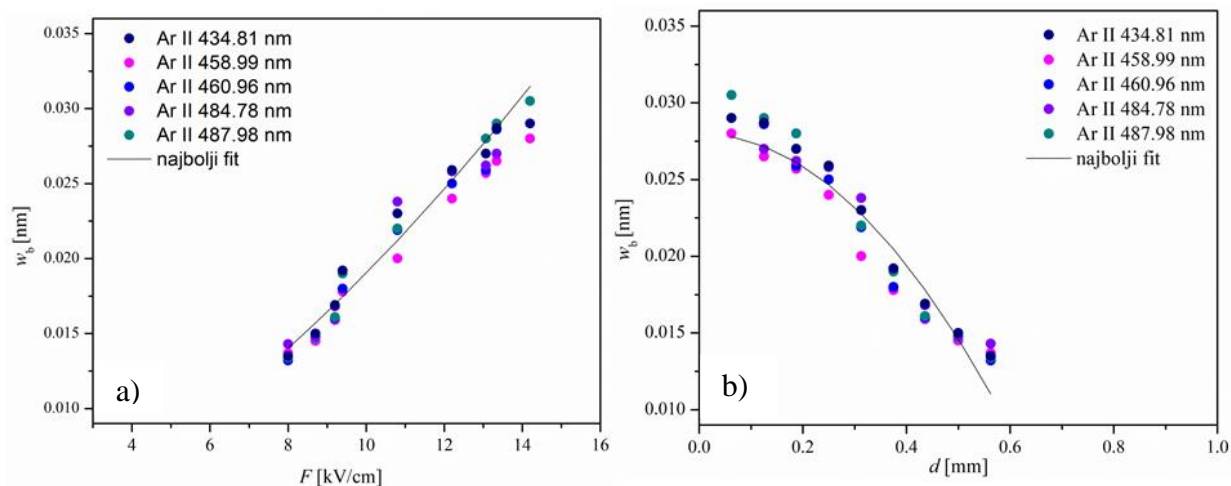 0.035
0.030
0.025
0.020
0.015
0.010
w_b [nm]
Ar II 434.81 nm
Ar II 458.99 nm
Ar II 460.96 nm
Ar II 484.78 nm
Ar II 487.98 nm
najbolji fit
a)
4 6 8 10 12 14 16
F [kV/cm]
0.035
0.030
0.025
0.020
0.015
0.010
w_b [nm]
Ar II 434.81 nm
Ar II 458.99 nm
Ar II 460.96 nm
Ar II 484.78 nm
Ar II 487.98 nm
najbolji fit
b)
0.0 0.2 0.4 0.6 0.8 1.0
d [mm]